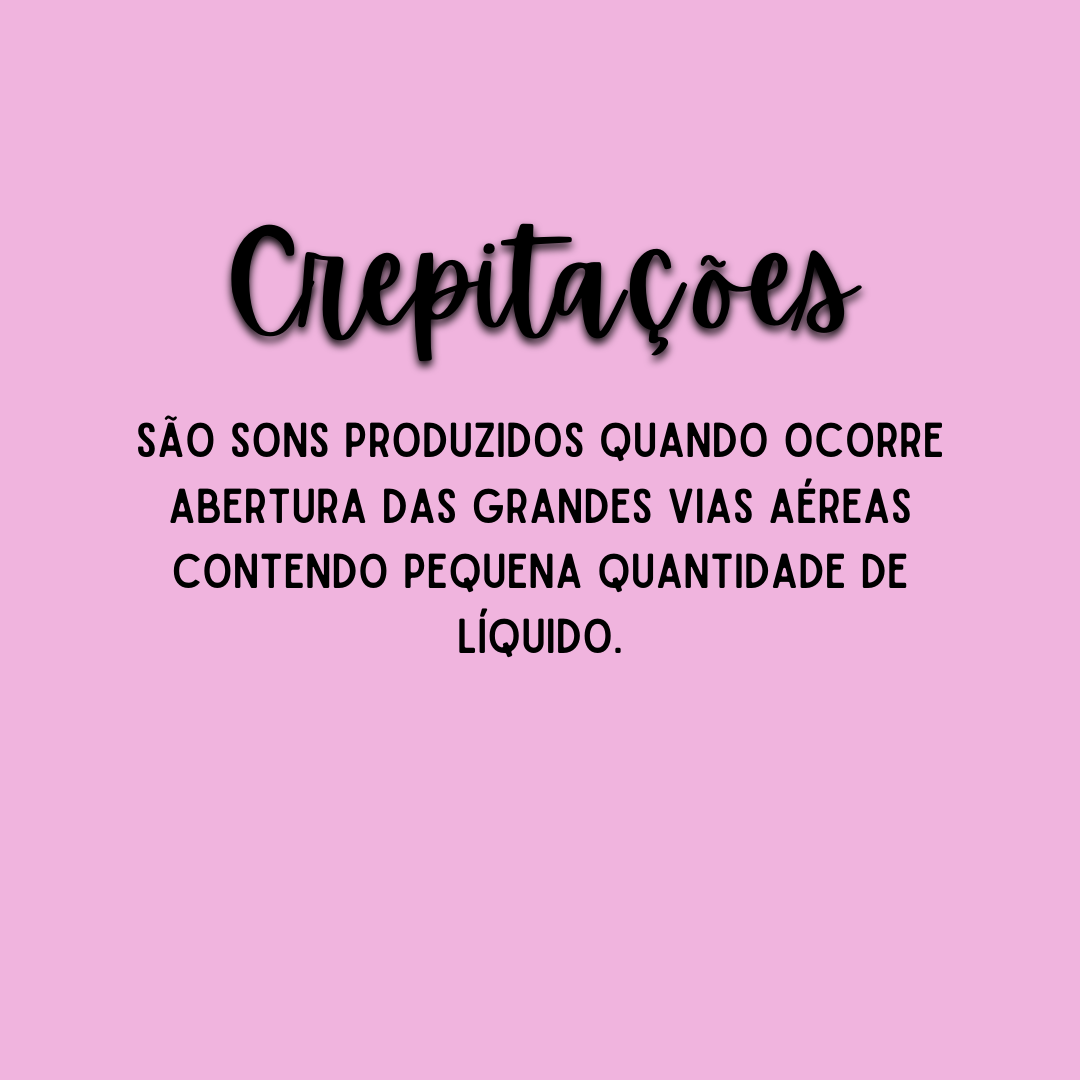 Crepitações
SÃO SONS PRODUZIDOS QUANDO OCORRE
ABERTURA DAS GRANDES VIAS AÉREAS
CONTENDO PEQUENA QUANTIDADE DE
LÍQUIDO.